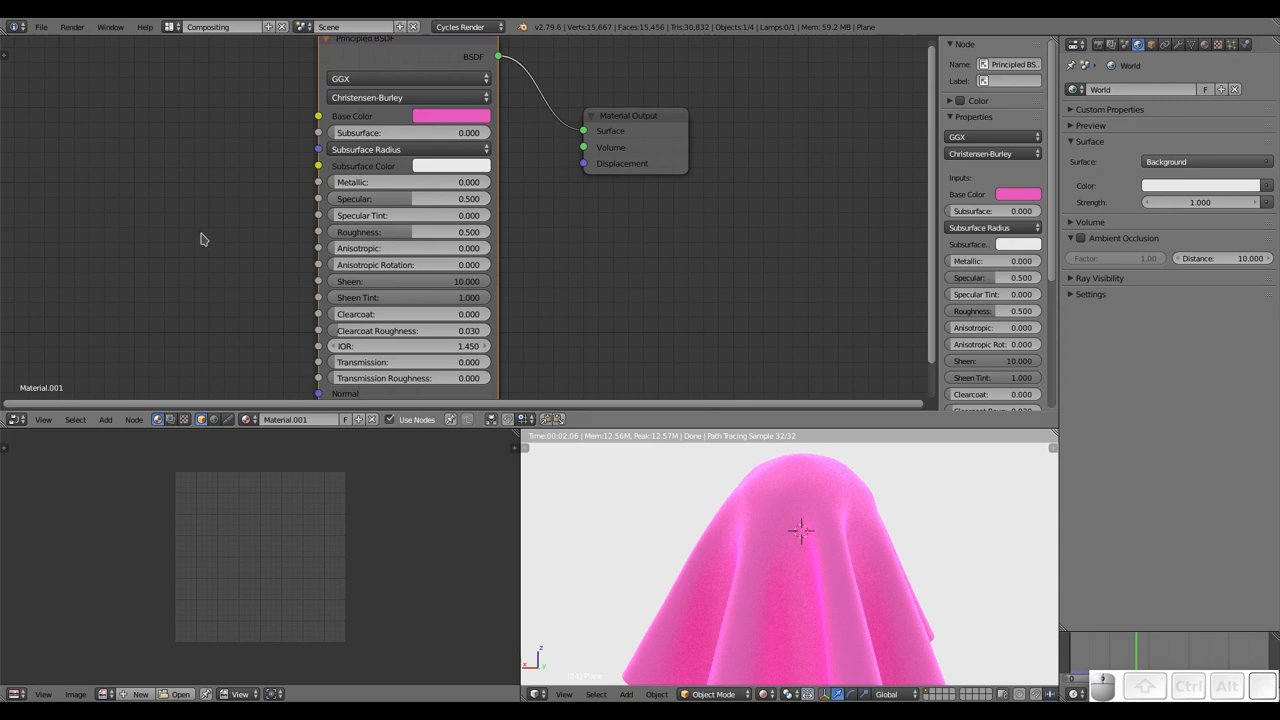 File Render Window Help Compositing Scene Cycles Render v2.79.6 | Verts:15,667 | Faces:15,456 | Tris:30,832 | Objects:1/4 | Lamps:0/1 | Mem: 59.2 MB | Plane
Principled BSDF
BSDF
GGX
Christensen-Burley
Base Color
Subsurface: 0.000
Subsurface Radius
Subsurface Color
Metallic: 0.000
Specular: 0.500
Specular Tint: 0.000
Roughness: 0.500
Anisotropic: 0.000
Anisotropic Rotation: 0.000
Sheen: 10.000
Sheen Tint: 1.000
Clearcoat: 0.000
Clearcoat Roughness: 0.030
IOR: 1.450
Transmission: 0.000
Transmission Roughness: 0.000
Normal
Material Output
Surface
Volume
Displacement
Material.001
Node
Name: Principled BS..
Label:
Color
Properties
GGX
Christensen-Burley
Inputs:
Base Color
Subsurface: 0.000
Subsurface Radius
Subsurface..
Metallic: 0.000
Specular: 0.500
Specular Tint: 0.000
Roughness: 0.500
Anisotropic: 0.000
Anisotropic Rot: 0.000
Sheen: 10.000
Sheen Tint: 1.000
Clearcoat: 0.000
World
World F
Custom Properties
Preview
Surface
Surface: Background
Color:
Strength: 1.000
Volume
Ambient Occlusion
Factor: 1.00 Distance: 10.000
Ray Visibility
Settings
View Select Add Node Material.001 F Use Nodes
Time:00:02.06 | Mem:12.56M, Peak:12.57M | Done | Path Tracing Sample 32/32
z
x
y
(64) Plane
View Image New Open View
View Select Add Object Object Mode Global
0
Ctrl Alt